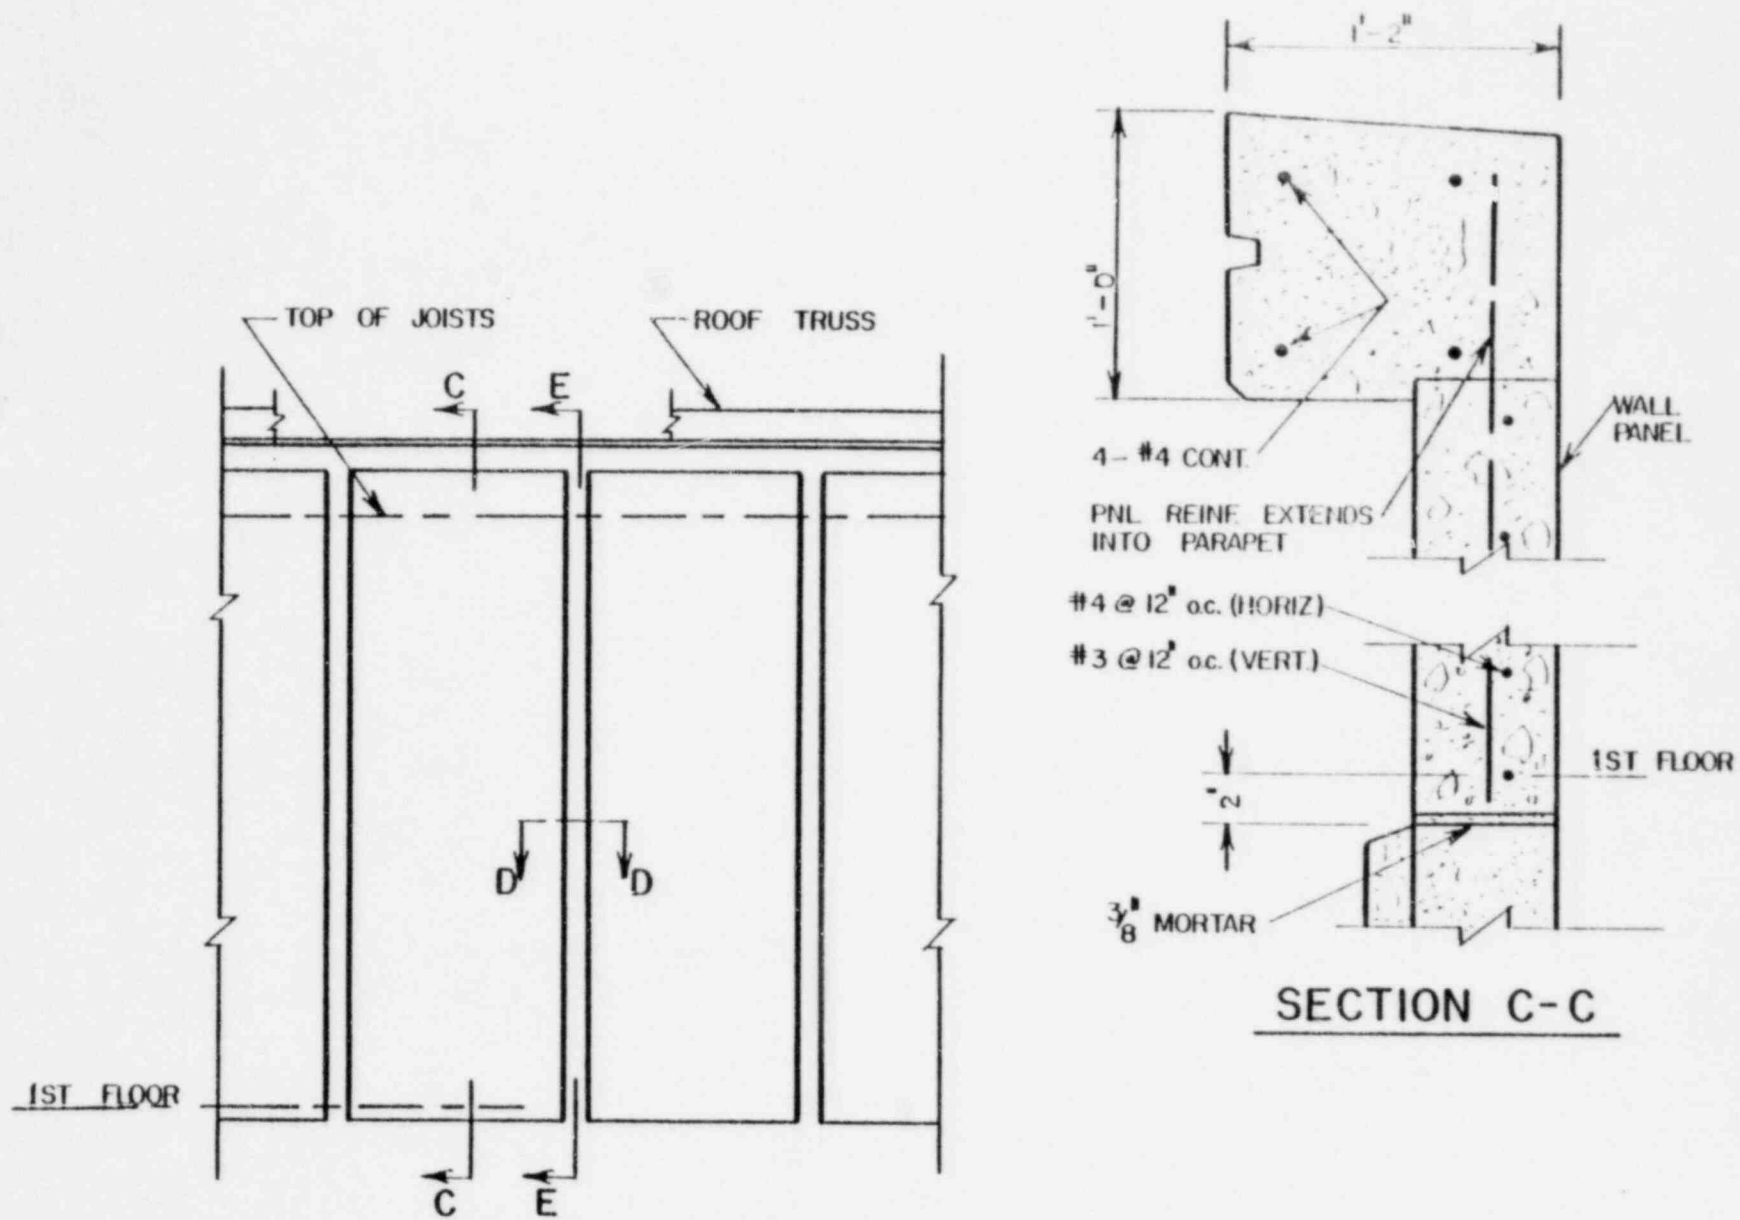 TOP OF JOISTS
ROOF TRUSS
C
E
D
D
1ST FLOOR
C
E
1'-2"
1'-0"
4-#4 CONT.
WALL
PANEL
PNL REINF. EXTENDS
INTO PARAPET
#4 @ 12" o.c. (HORIZ)
#3 @ 12" o.c. (VERT.)
1ST FLOOR
2"
3/8" MORTAR
SECTION C-C